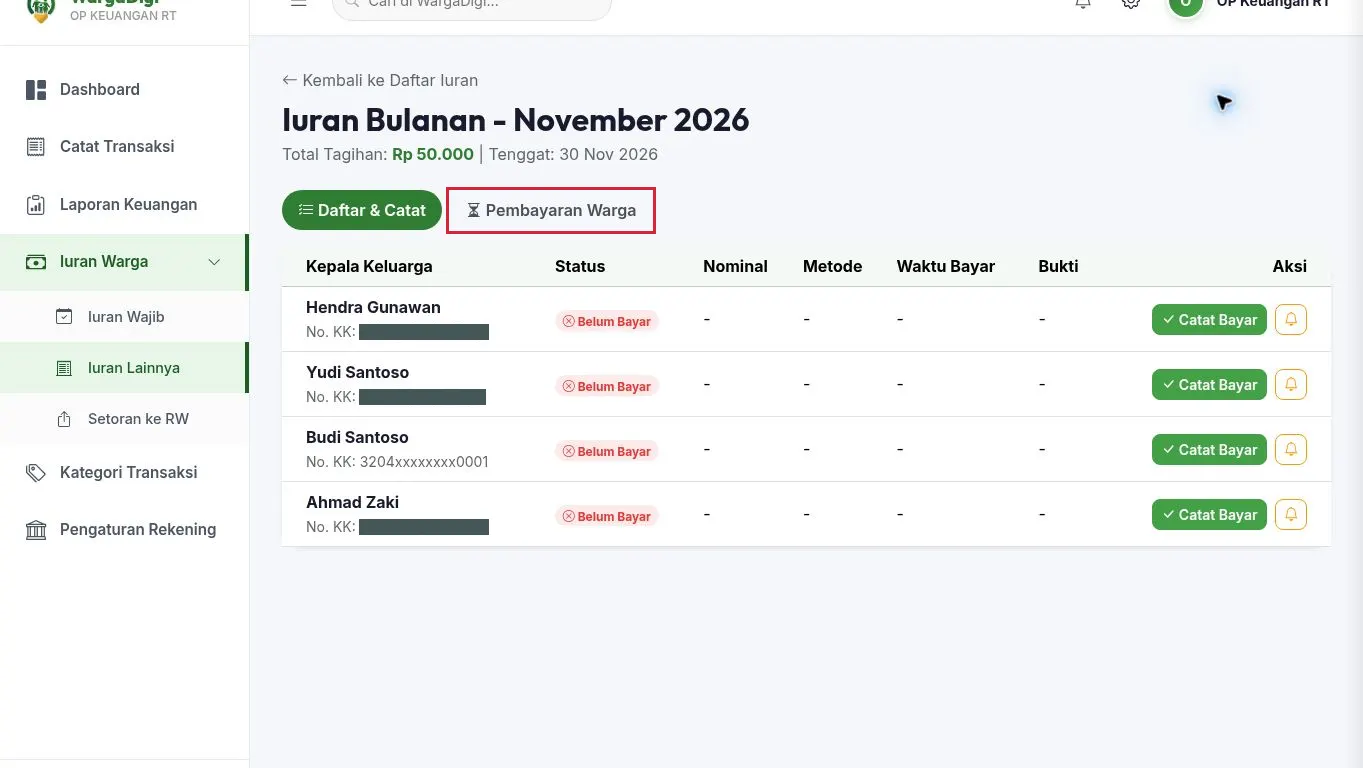 WargaDigi
OP KEUANGAN RT
Cari di WargaDigi...
O
OP Keuangan RT
Dashboard
Catat Transaksi
Laporan Keuangan
Iuran Warga
Iuran Wajib
Iuran Lainnya
Setoran ke RW
Kategori Transaksi
Pengaturan Rekening
← Kembali ke Daftar Iuran
Iuran Bulanan - November 2026
Total Tagihan: Rp 50.000 | Tenggat: 30 Nov 2026
Daftar & Catat
Pembayaran Warga
Kepala Keluarga Status Nominal Metode Waktu Bayar Bukti Aksi
Hendra Gunawan
No. KK:
Belum Bayar - - - - Catat Bayar
Yudi Santoso
No. KK:
Belum Bayar - - - - Catat Bayar
Budi Santoso
No. KK: 3204xxxxxxxx0001
Belum Bayar - - - - Catat Bayar
Ahmad Zaki
No. KK:
Belum Bayar - - - - Catat Bayar